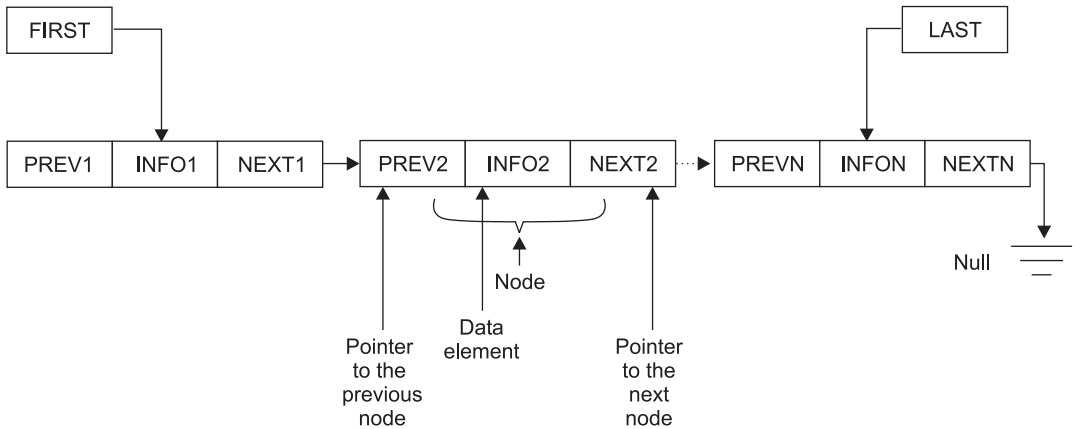 FIRST
LAST
PREV1 INFO1 NEXT1 PREV2 INFO2 NEXT2 PREVN INFON NEXTN
Null
Node
Data
element
Pointer
to the
previous
node
Pointer
to the
next
node